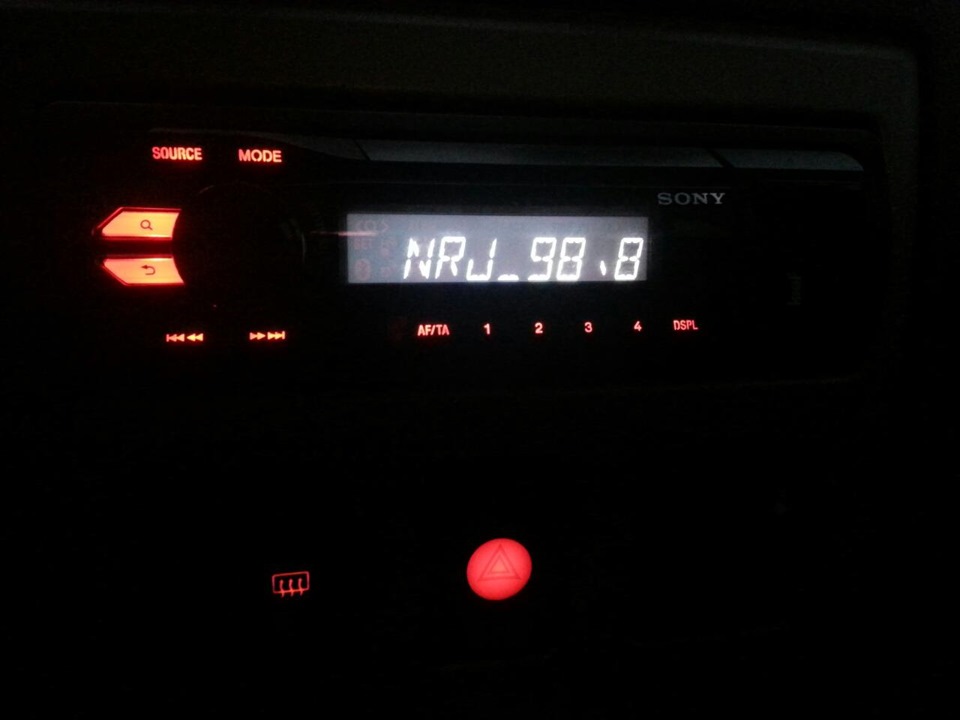 SOURCE MODE
SONY
NRJ_98.8
AF/TA 1 2 3 4 DSPL